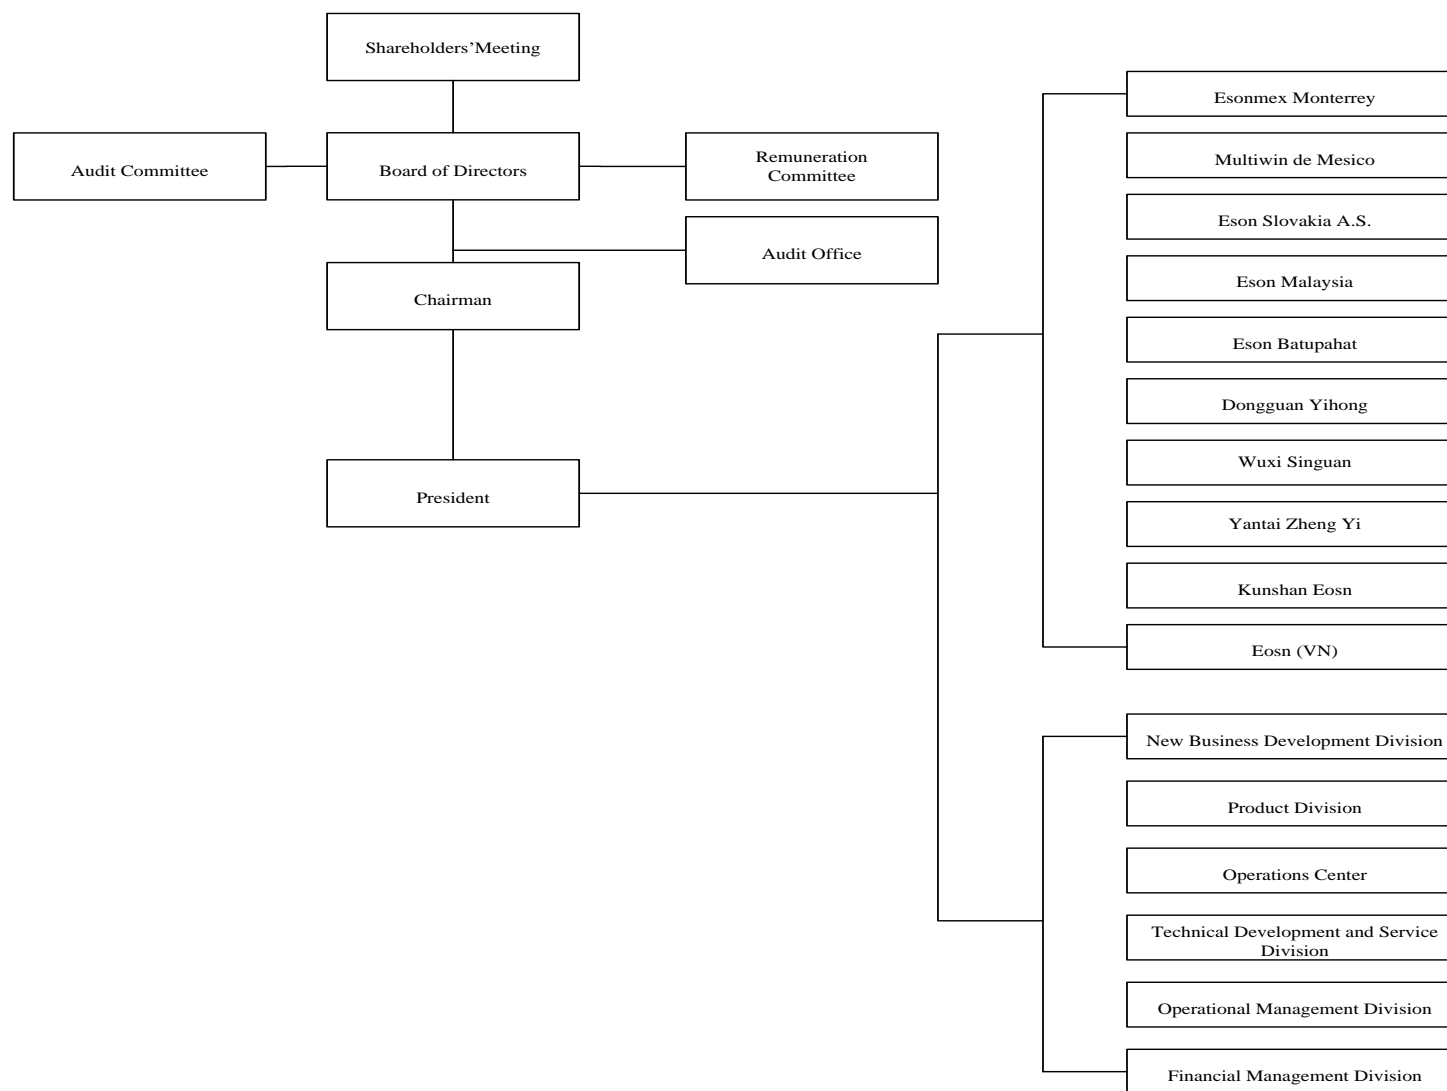 Shareholders’Meeting
Audit Committee
Board of Directors
Remuneration
Committee
Audit Office
Chairman
President
Esonmex Monterrey
Multiwin de Mesico
Eson Slovakia A.S.
Eson Malaysia
Eson Batupahat
Dongguan Yihong
Wuxi Singuan
Yantai Zheng Yi
Kunshan Eosn
Eosn (VN)
New Business Development Division
Product Division
Operations Center
Technical Development and Service
Division
Operational Management Division
Financial Management Division